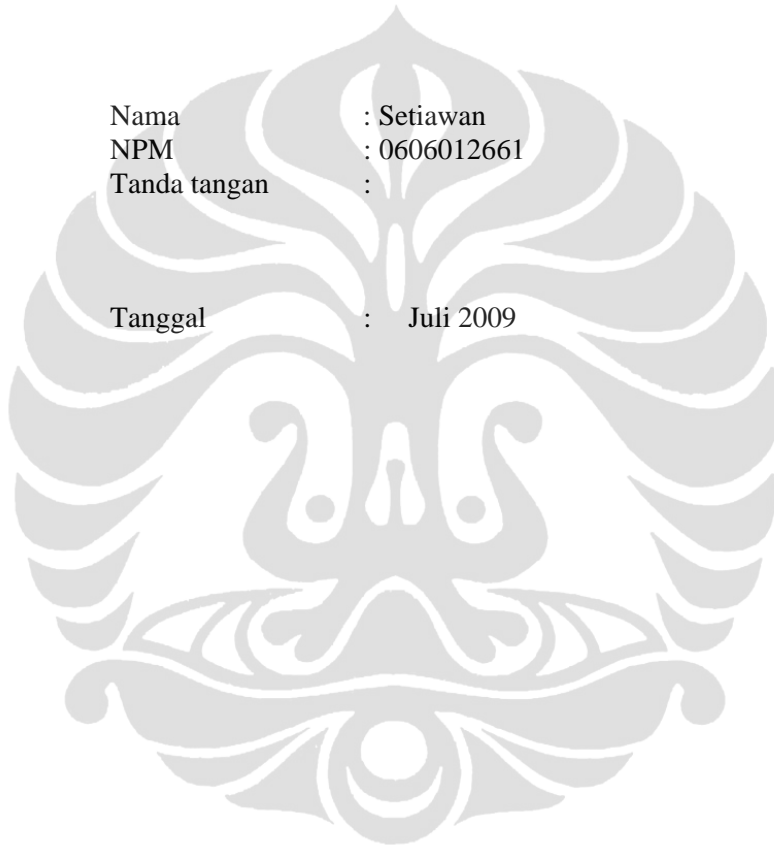 Nama : Setiawan
NPM : 0606012661
Tanda tangan :
Tanggal : Juli 2009